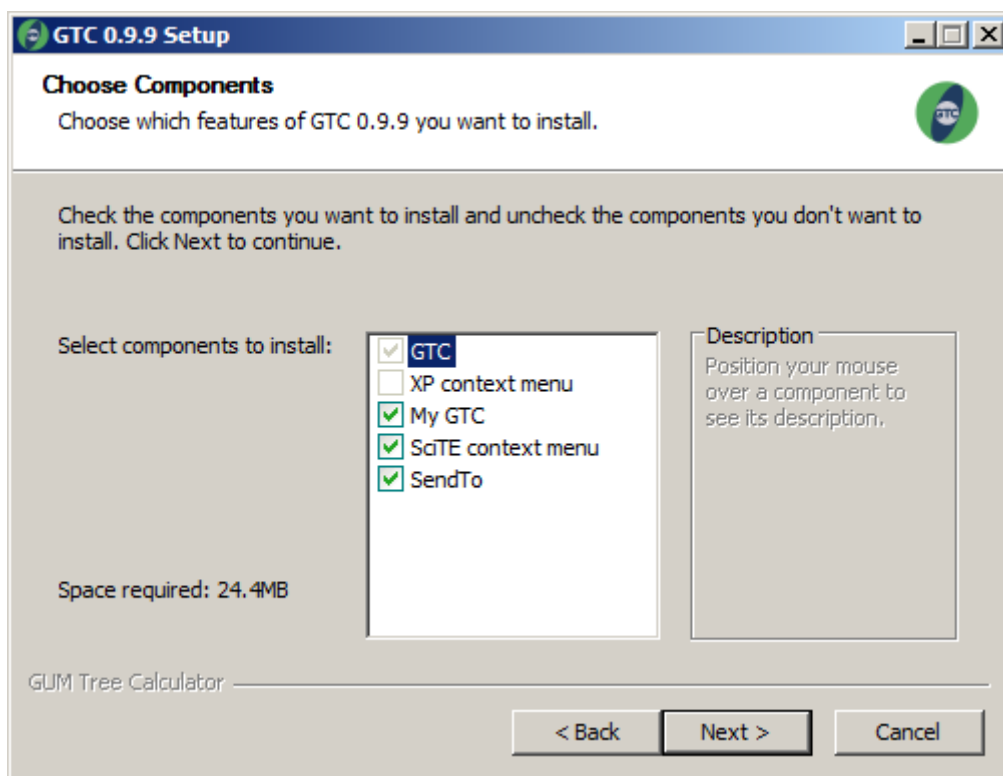 GTC 0.9.9 Setup
Choose Components
Choose which features of GTC 0.9.9 you want to install.
GTC
Check the components you want to install and uncheck the components you don't want to
install. Click Next to continue.
Select components to install:
GTC
XP context menu
My GTC
SciTE context menu
SendTo
Description
Position your mouse
over a component to
see its description.
Space required: 24.4MB
GUM Tree Calculator
< Back
Next >
Cancel